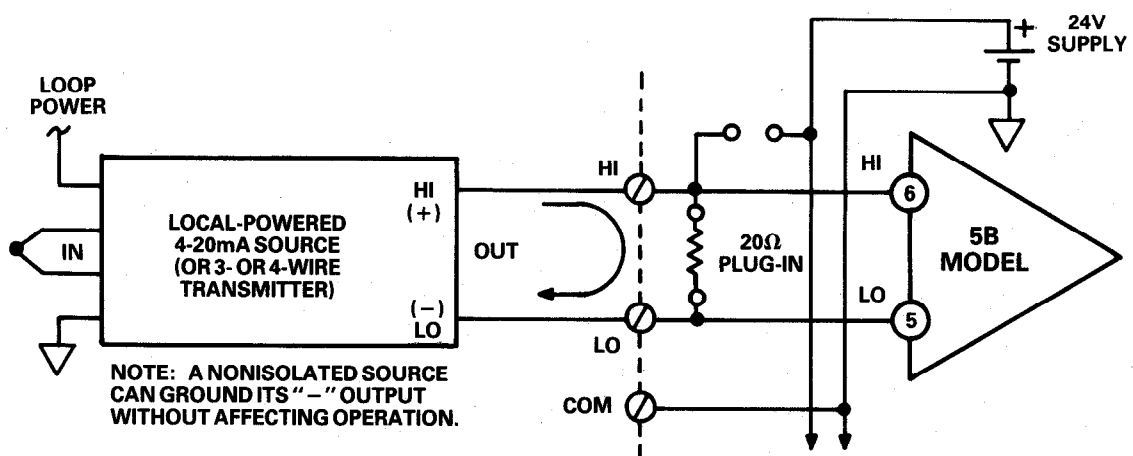 24V
SUPPLY
+
LOOP
POWER
HI
HI
HI
(+)
6
LOCAL-POWERED
4-20mA SOURCE
(OR 3- OR 4-WIRE
TRANSMITTER)
IN
OUT
20Ω
PLUG-IN
5B
MODEL
(−)
LO
LO
LO
5
NOTE: A NONISOLATED SOURCE
CAN GROUND ITS "−" OUTPUT
WITHOUT AFFECTING OPERATION.
COM